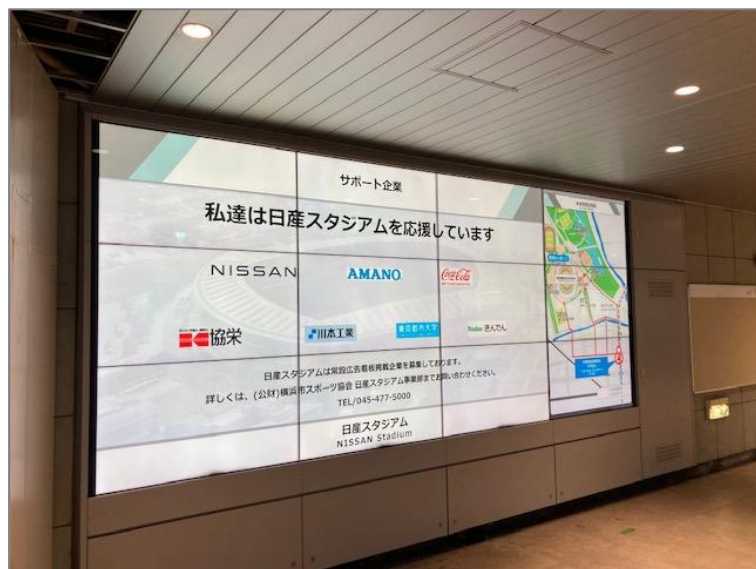 サポート企業
私達は日産スタジアムを応援しています
NISSAN
AMANO
Coca-Cola
協栄
川本工業
東京都市大学
きんでん
日産スタジアムは常設広告看板掲載企業を募集しております。
詳しくは、(公財)横浜市スポーツ協会 日産スタジアム事業部までお問い合わせください。
TEL/045-477-5000
日産スタジアム
NISSAN Stadium